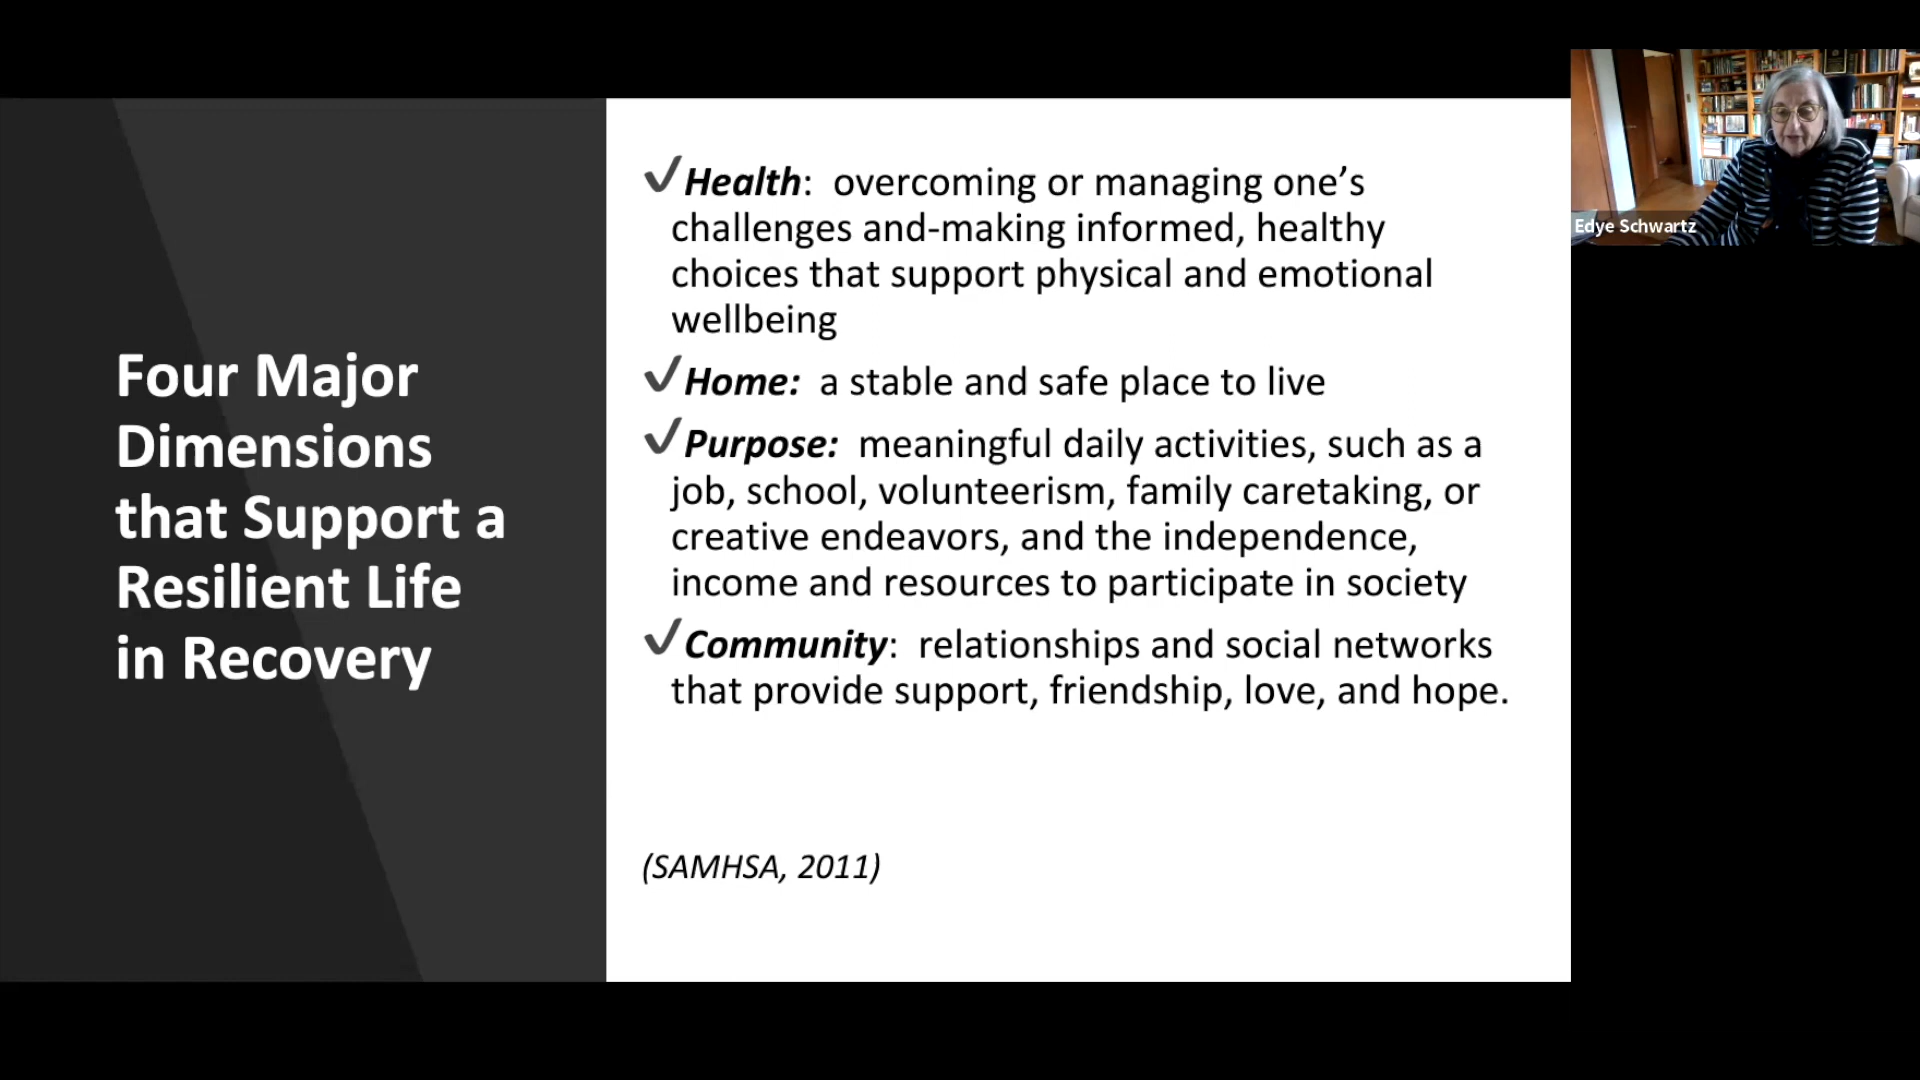 Four Major
Dimensions
that Support a
Resilient Life
in Recovery
✓Health:  overcoming or managing one’s
challenges and-making informed, healthy
choices that support physical and emotional
wellbeing
✓Home:  a stable and safe place to live
✓Purpose:  meaningful daily activities, such as a
job, school, volunteerism, family caretaking, or
creative endeavors, and the independence,
income and resources to participate in society
✓Community:  relationships and social networks
that provide support, friendship, love, and hope.
(SAMHSA, 2011)
Edye Schwartz